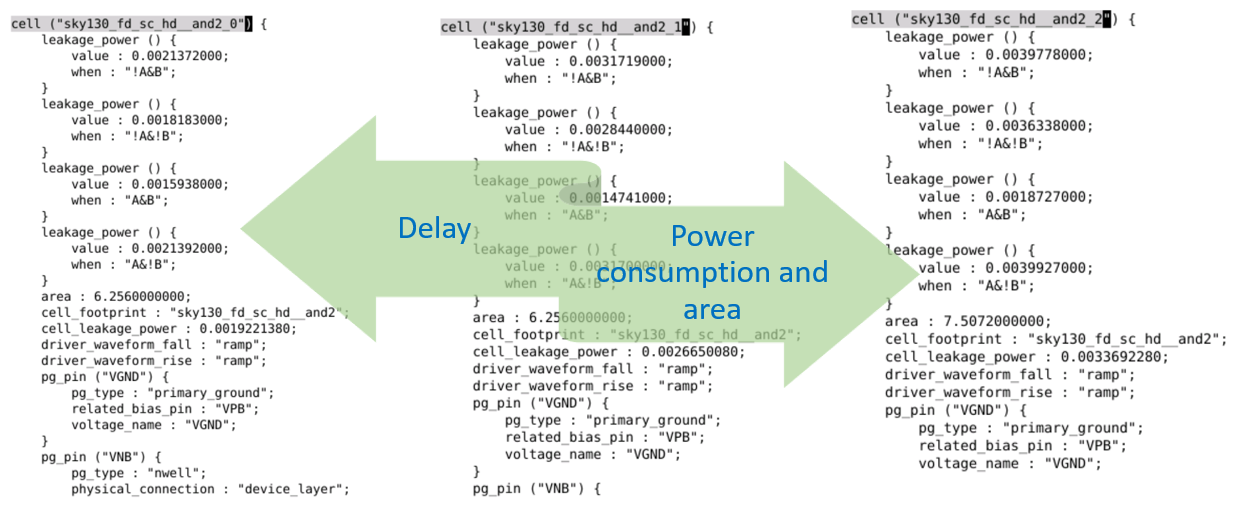 cell ("sky130_fd_sc_hd__and2_0") {
leakage_power () {
value : 0.0021372000;
when : "!A&B";
}
leakage_power () {
value : 0.0018183000;
when : "!A&!B";
}
leakage_power () {
value : 0.0015938000;
when : "A&B";
}
leakage_power () {
value : 0.0021392000;
when : "A&!B";
}
area : 6.2560000000;
cell_footprint : "sky130_fd_sc_hd__and2";
cell_leakage_power : 0.0019221380;
driver_waveform_fall : "ramp";
driver_waveform_rise : "ramp";
pg_pin ("VGND") {
pg_type : "primary_ground";
related_bias_pin : "VPB";
voltage_name : "VGND";
}
pg_pin ("VNB") {
pg_type : "nwell";
physical_connection : "device_layer";
cell ("sky130_fd_sc_hd__and2_1") {
leakage_power () {
value : 0.0031719000;
when : "!A&B";
}
leakage_power () {
value : 0.0028440000;
when : "!A&!B";
}
leakage_power () {
value : 0.0014741000;
when : "A&B";
}
leakage_power () {
value : 0.0031700000;
when : "A&!B";
}
area : 6.2560000000;
cell_footprint : "sky130_fd_sc_hd__and2";
cell_leakage_power : 0.0026650080;
driver_waveform_fall : "ramp";
driver_waveform_rise : "ramp";
pg_pin ("VGND") {
pg_type : "primary_ground";
related_bias_pin : "VPB";
voltage_name : "VGND";
}
pg_pin ("VNB") {
cell ("sky130_fd_sc_hd__and2_2") {
leakage_power () {
value : 0.0039778000;
when : "!A&B";
}
leakage_power () {
value : 0.0036338000;
when : "!A&!B";
}
leakage_power () {
value : 0.0018727000;
when : "A&B";
}
leakage_power () {
value : 0.0039927000;
when : "A&!B";
}
area : 7.5072000000;
cell_footprint : "sky130_fd_sc_hd__and2";
cell_leakage_power : 0.0033692280;
driver_waveform_fall : "ramp";
driver_waveform_rise : "ramp";
pg_pin ("VGND") {
pg_type : "primary_ground";
related_bias_pin : "VPB";
voltage_name : "VGND";
Delay
Power
consumption and
area